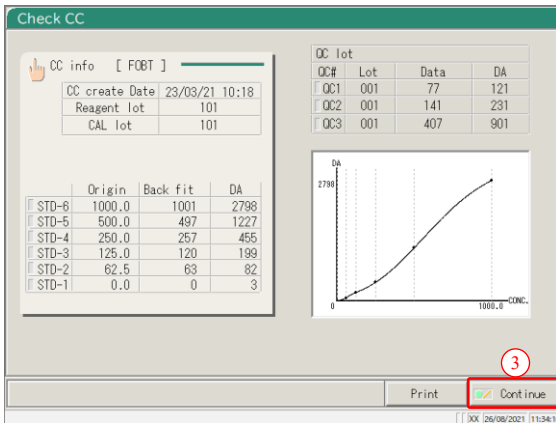 Check CC
CC info [ FOBT ]
CC create Date 23/03/21 10:18
Reagent lot 101
CAL lot 101
Origin Back fit DA
STD-6 1000.0 1001 2798
STD-5 500.0 497 1227
STD-4 250.0 257 455
STD-3 125.0 120 199
STD-2 62.5 63 82
STD-1 0.0 0 3
QC lot
QC# Lot Data DA
QC1 001 77 121
QC2 001 141 231
QC3 001 407 901
DA
2798
0 1000.0 CONC.
3
Print Continue
XX 26/08/2021